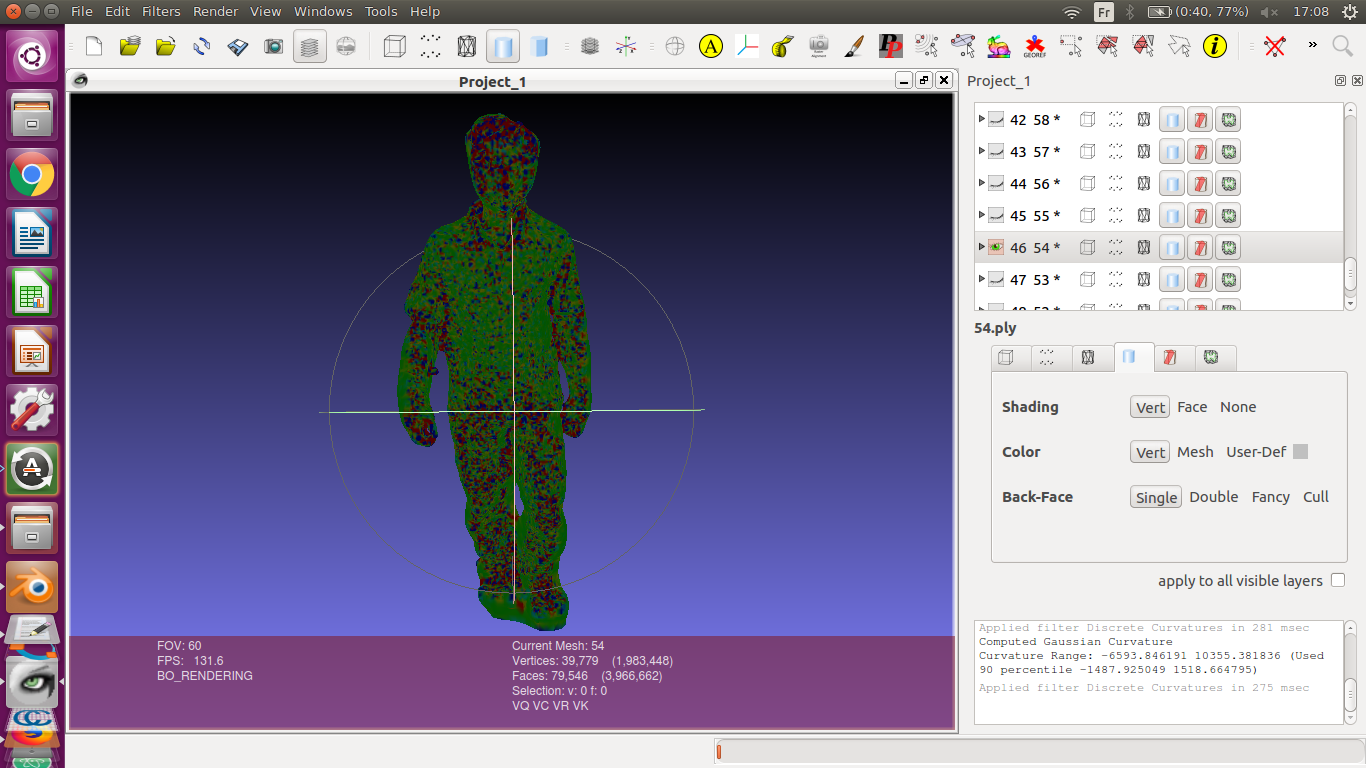 File Edit Filters Render View Windows Tools Help
Fr (0:40, 77%) 17:08
A PP GEOREF i »
Project_1
Project_1
42 58 *
43 57 *
44 56 *
45 55 *
46 54 *
47 53 *
54.ply
Shading Vert Face None
Color Vert Mesh User-Def
Back-Face Single Double Fancy Cull
apply to all visible layers
FOV: 60
FPS: 131.6
BO_RENDERING
Current Mesh: 54
Vertices: 39,779 (1,983,448)
Faces: 79,546 (3,966,662)
Selection: v: 0 f: 0
VQ VC VR VK
Applied filter Discrete Curvatures in 281 msec
Computed Gaussian Curvature
Curvature Range: -6593.846191 10355.381836 (Used
90 percentile -1487.925049 1518.664795)
Applied filter Discrete Curvatures in 275 msec